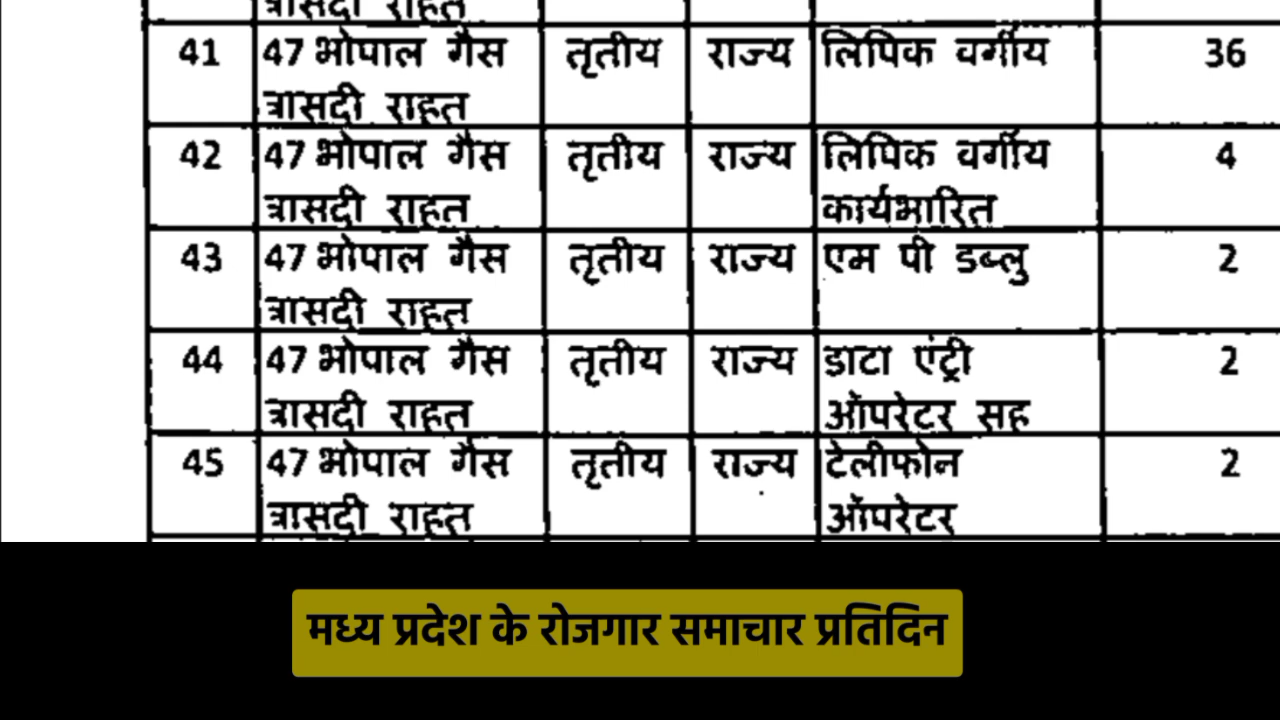 त्रासदी राहत
41 47 भोपाल गैस तृतीय राज्य लिपिक वर्गीय 36
त्रासदी राहत
42 47 भोपाल गैस तृतीय राज्य लिपिक वर्गीय 4
त्रासदी राहत कार्यभारित
43 47 भोपाल गैस तृतीय राज्य एम पी डब्लु 2
त्रासदी राहत
44 47 भोपाल गैस तृतीय राज्य डाटा एंट्री 2
त्रासदी राहत ऑपरेटर सह
45 47 भोपाल गैस तृतीय राज्य टेलीफोन 2
त्रासदी राहत ऑपरेटर
मध्य प्रदेश के रोजगार समाचार प्रतिदिन